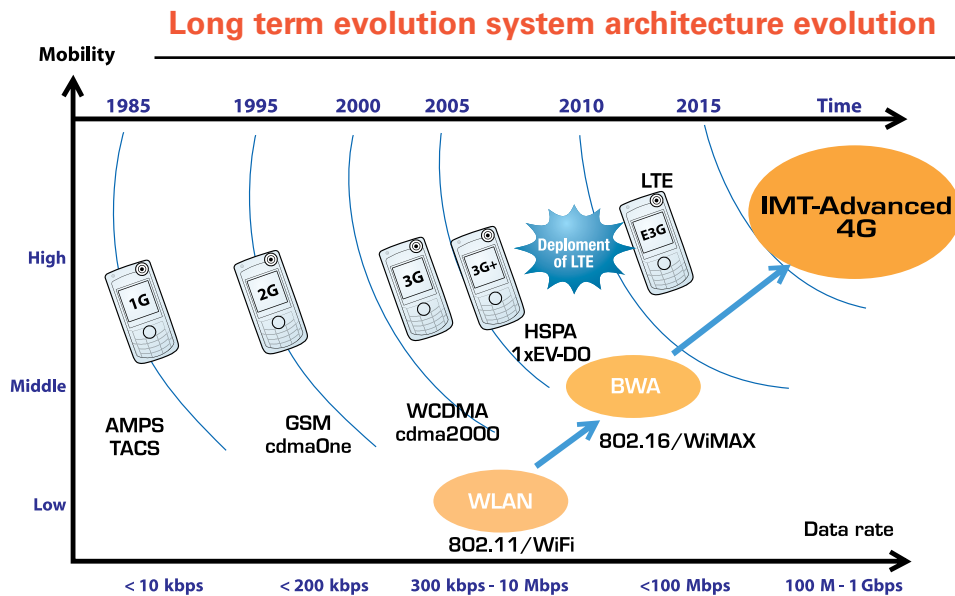 Long term evolution system architecture evolution
Mobility
1985 1995 2000 2005 2010 2015 Time
LTE
IMT-Advanced
4G
E3G
Deploment
of LTE
High
1G
2G
3G
3G+
HSPA
1xEV-DO
Middle
BWA
AMPS
TACS
GSM
cdmaOne
WCDMA
cdma2000
802.16/WiMAX
Low
WLAN
802.11/WiFi
Data rate
< 10 kbps < 200 kbps 300 kbps - 10 Mbps <100 Mbps 100 M - 1 Gbps